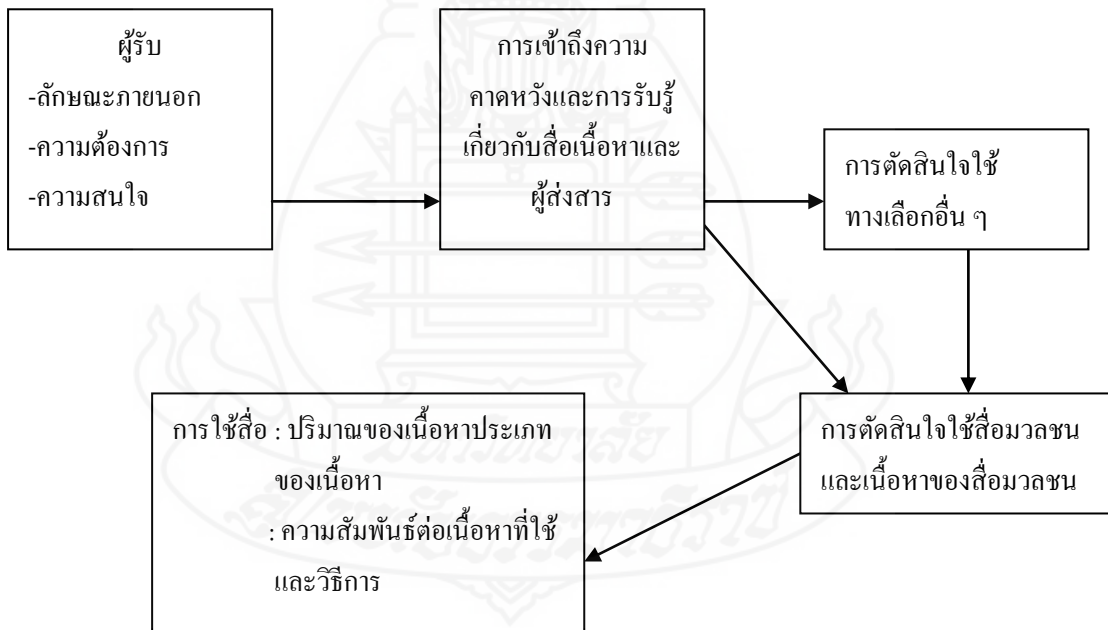 ผู้รับ
-ลักษณะภายนอก
-ความต้องการ
-ความสนใจ
การเข้าถึงความ
คาดหวังและการรับรู้
เกี่ยวกับสื่อเนื้อหาและ
ผู้ส่งสาร
การตัดสินใจใช้
ทางเลือกอื่น ๆ
การตัดสินใจใช้สื่อมวลชน
และเนื้อหาของสื่อมวลชน
การใช้สื่อ : ปริมาณของเนื้อหาประเภท
ของเนื้อหา
: ความสัมพันธ์ต่อเนื้อหาที่ใช้
และวิธีการ